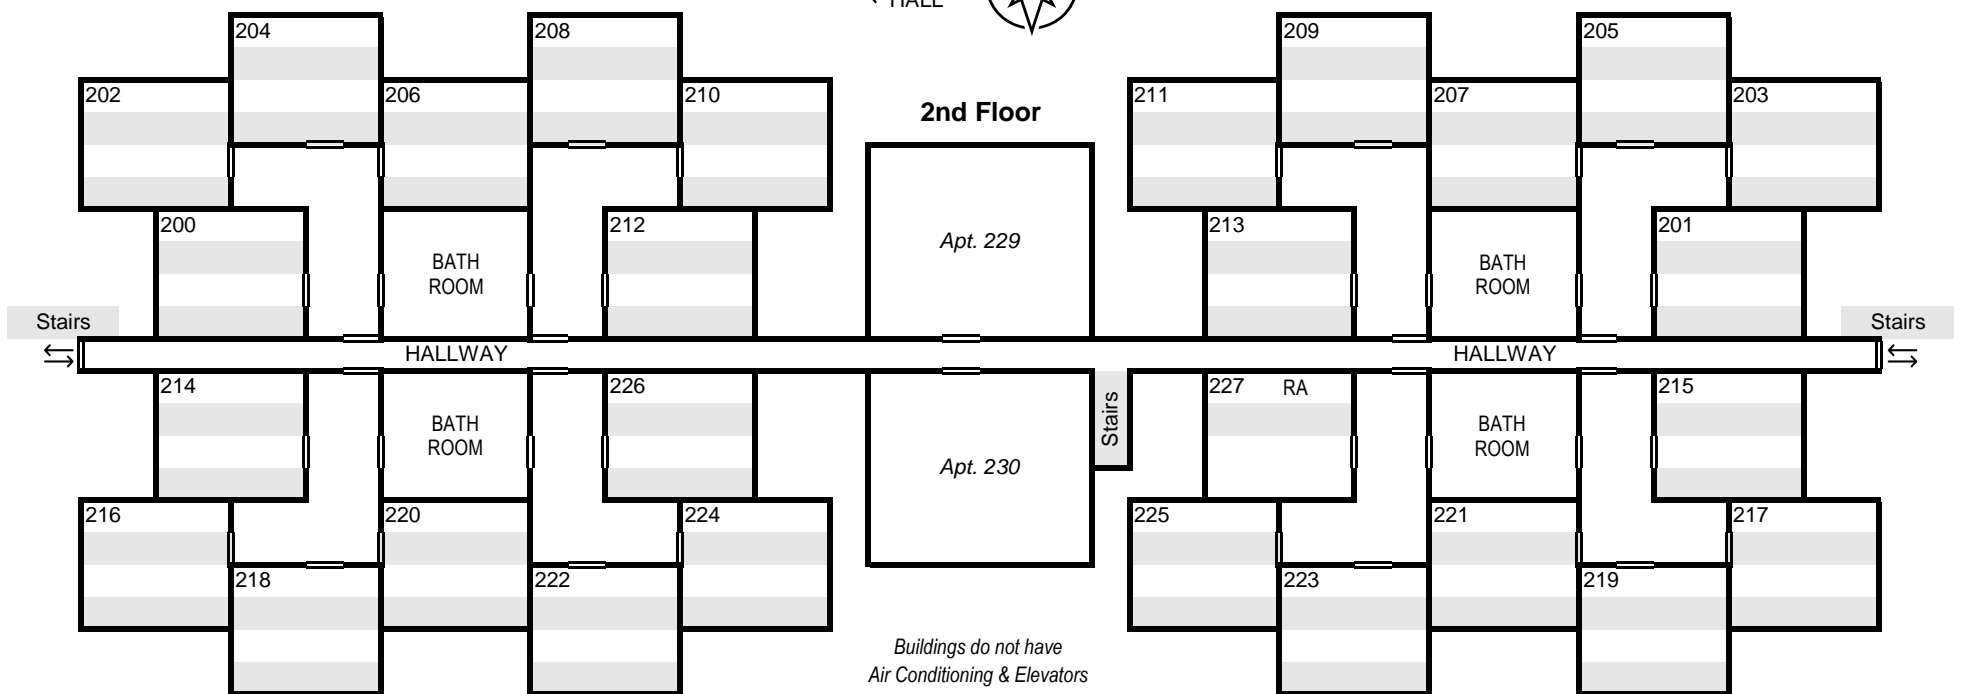 HALL
204
208
209
205
202
206
210
2nd Floor
211
207
203
200
212
Apt. 229
213
201
BATH
ROOM
BATH
ROOM
Stairs
Stairs
HALLWAY
HALLWAY
214
226
227 RA
215
BATH
ROOM
Stairs
BATH
ROOM
Apt. 230
216
220
224
225
221
217
218
222
223
219
Buildings do not have
Air Conditioning & Elevators